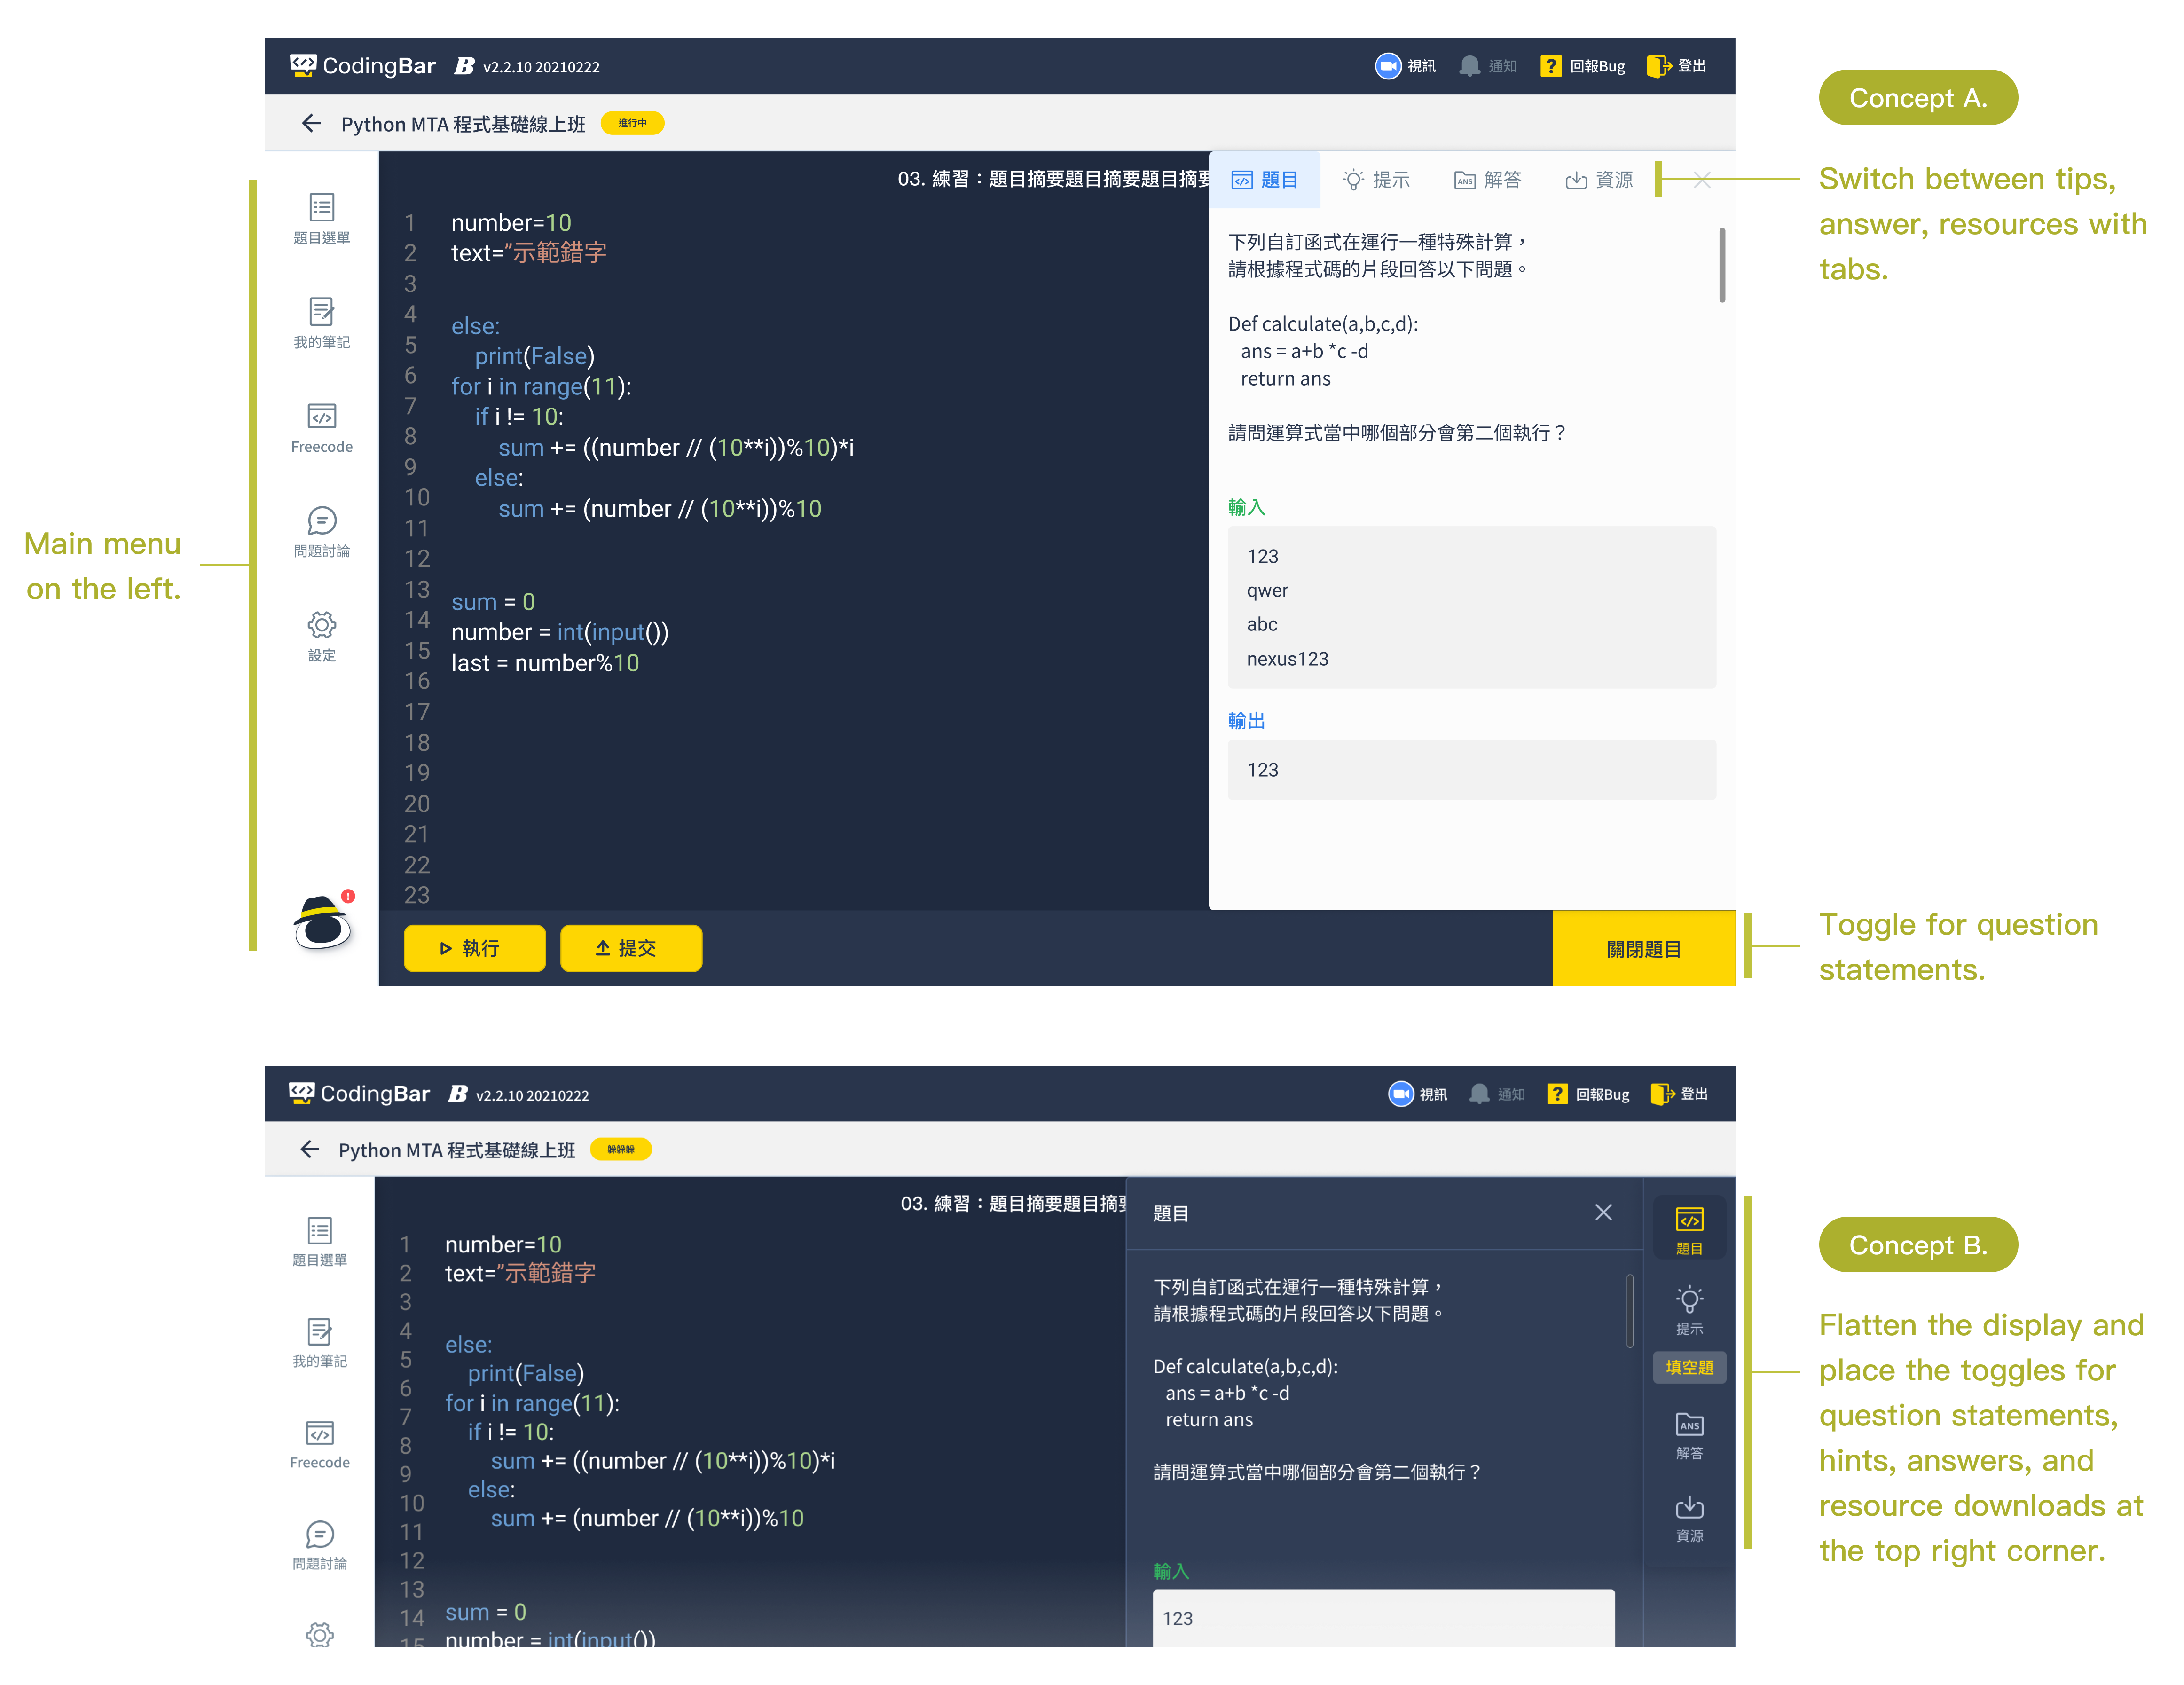 CodingBar B v2.2.10 20210222
視訊 通知 ? 回報Bug 登出
Python MTA 程式基礎線上班 進行中
Concept A.
Switch between tips,
answer, resources with
tabs.
Main menu
on the left.
題目選單
我的筆記
Freecode
問題討論
設定
!
03. 練習：題目摘要題目摘要題目摘要
1 number=10
2 text=”示範錯字
3
4 else:
5 print(False)
6 for i in range(11):
7 if i != 10:
8 sum += ((number // (10**i))%10)*i
9 else:
10 sum += (number // (10**i))%10
11
12
13 sum = 0
14 number = int(input())
15 last = number%10
16
17
18
19
20
21
22
23
執行 提交
題目 提示 ANS 解答 資源
下列自訂函式在運行一種特殊計算，
請根據程式碼的片段回答以下問題。
Def calculate(a,b,c,d):
ans = a+b *c -d
return ans
請問運算式當中哪個部分會第二個執行？
輸入
123
qwer
abc
nexus123
輸出
123
關閉題目
Toggle for question
statements.
CodingBar B v2.2.10 20210222
視訊 通知 ? 回報Bug 登出
Python MTA 程式基礎線上班 躲躲躲
題目選單
我的筆記
Freecode
問題討論
03. 練習：題目摘要題目摘要
1 number=10
2 text=”示範錯字
3
4 else:
5 print(False)
6 for i in range(11):
7 if i != 10:
8 sum += ((number // (10**i))%10)*i
9 else:
10 sum += (number // (10**i))%10
11
12
13
14 sum = 0
15 number = int(input())
題目
下列自訂函式在運行一種特殊計算，
請根據程式碼的片段回答以下問題。
Def calculate(a,b,c,d):
ans = a+b *c -d
return ans
請問運算式當中哪個部分會第二個執行？
輸入
123
題目
提示
填空題
ANS
解答
資源
Concept B.
Flatten the display and
place the toggles for
question statements,
hints, answers, and
resource downloads at
the top right corner.